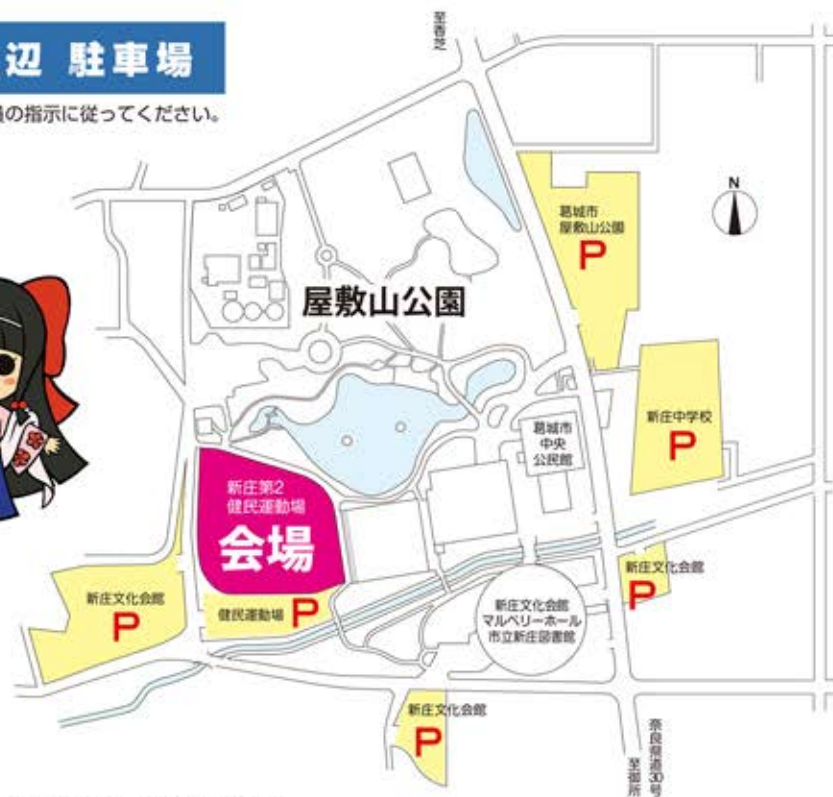 辺 駐車場
の指示に従ってください。
至香芝
N
葛城市
屋敷山公園
P
屋敷山公園
新庄中学校
P
葛城市
中央
公民館
新庄第2
健民運動場
会場
新庄文化会館
P
健民運動場 P
新庄文化会館
P
新庄文化会館
マルベリーホール
市立新庄図書館
新庄文化会館
P
奈良県道30号
至御所